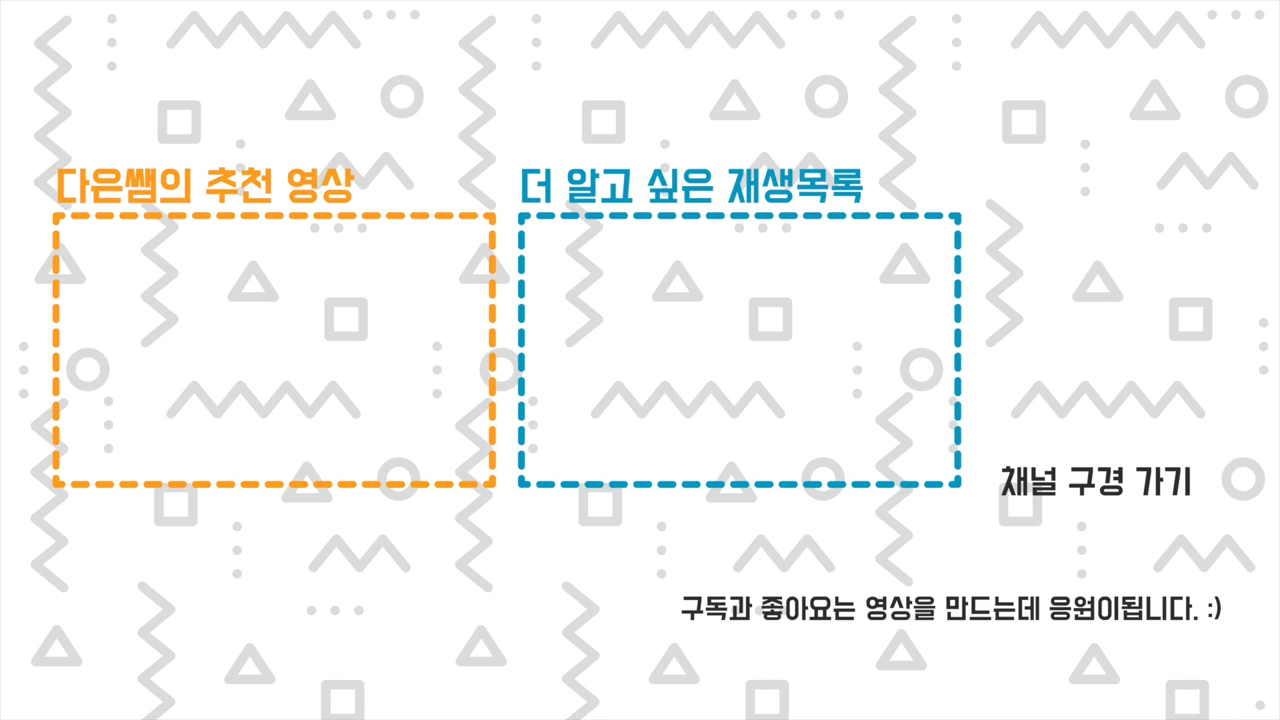 다은쌤의 추천 영상
더 알고 싶은 재생목록
채널 구경 가기
구독과 좋아요는 영상을 만드는데 응원이됩니다. :)